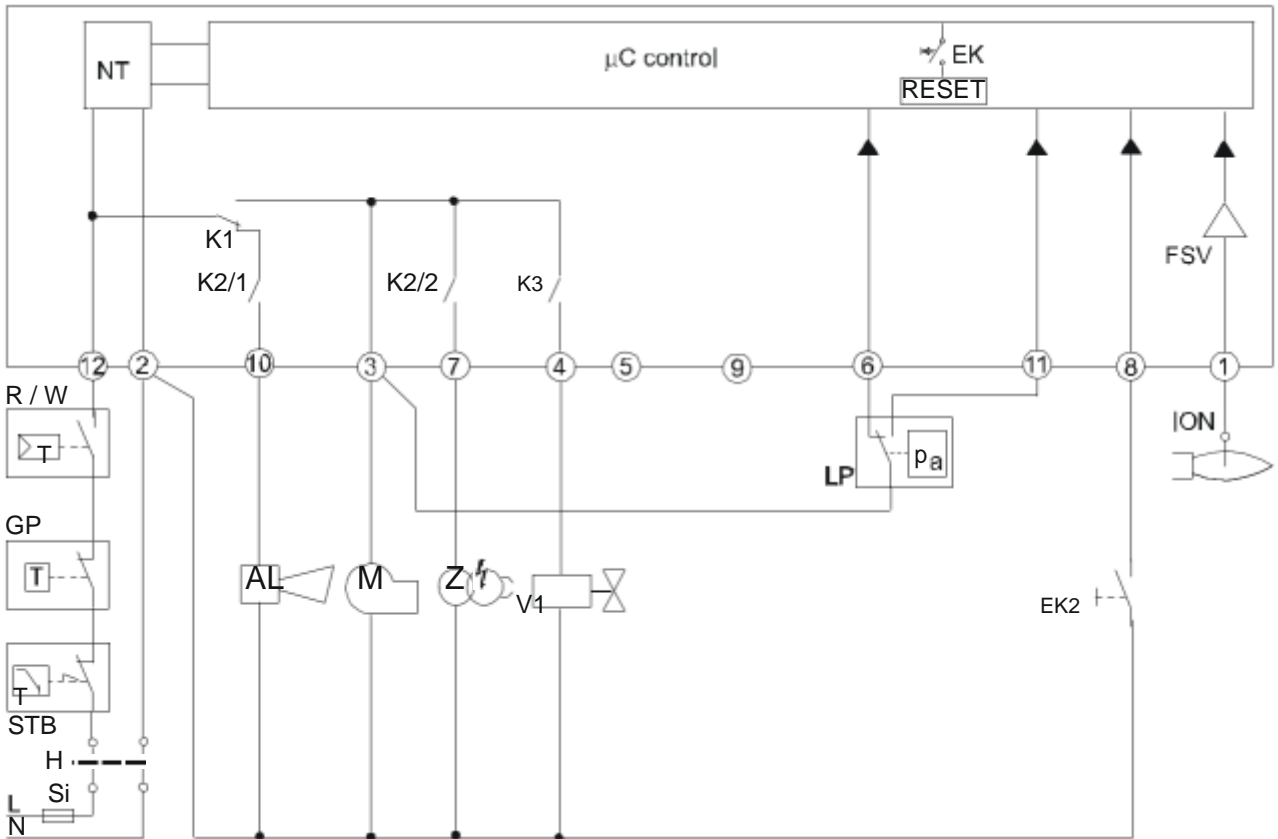 NT
μC control
EK
RESET
FSV
K1
K2/1
K2/2
K3
12
2
10
3
7
4
5
9
6
11
8
1
R / W
T
LP
pa
ION
GP
T
AL
M
Z
V1
EK2
T
STB
H
Si
L
N